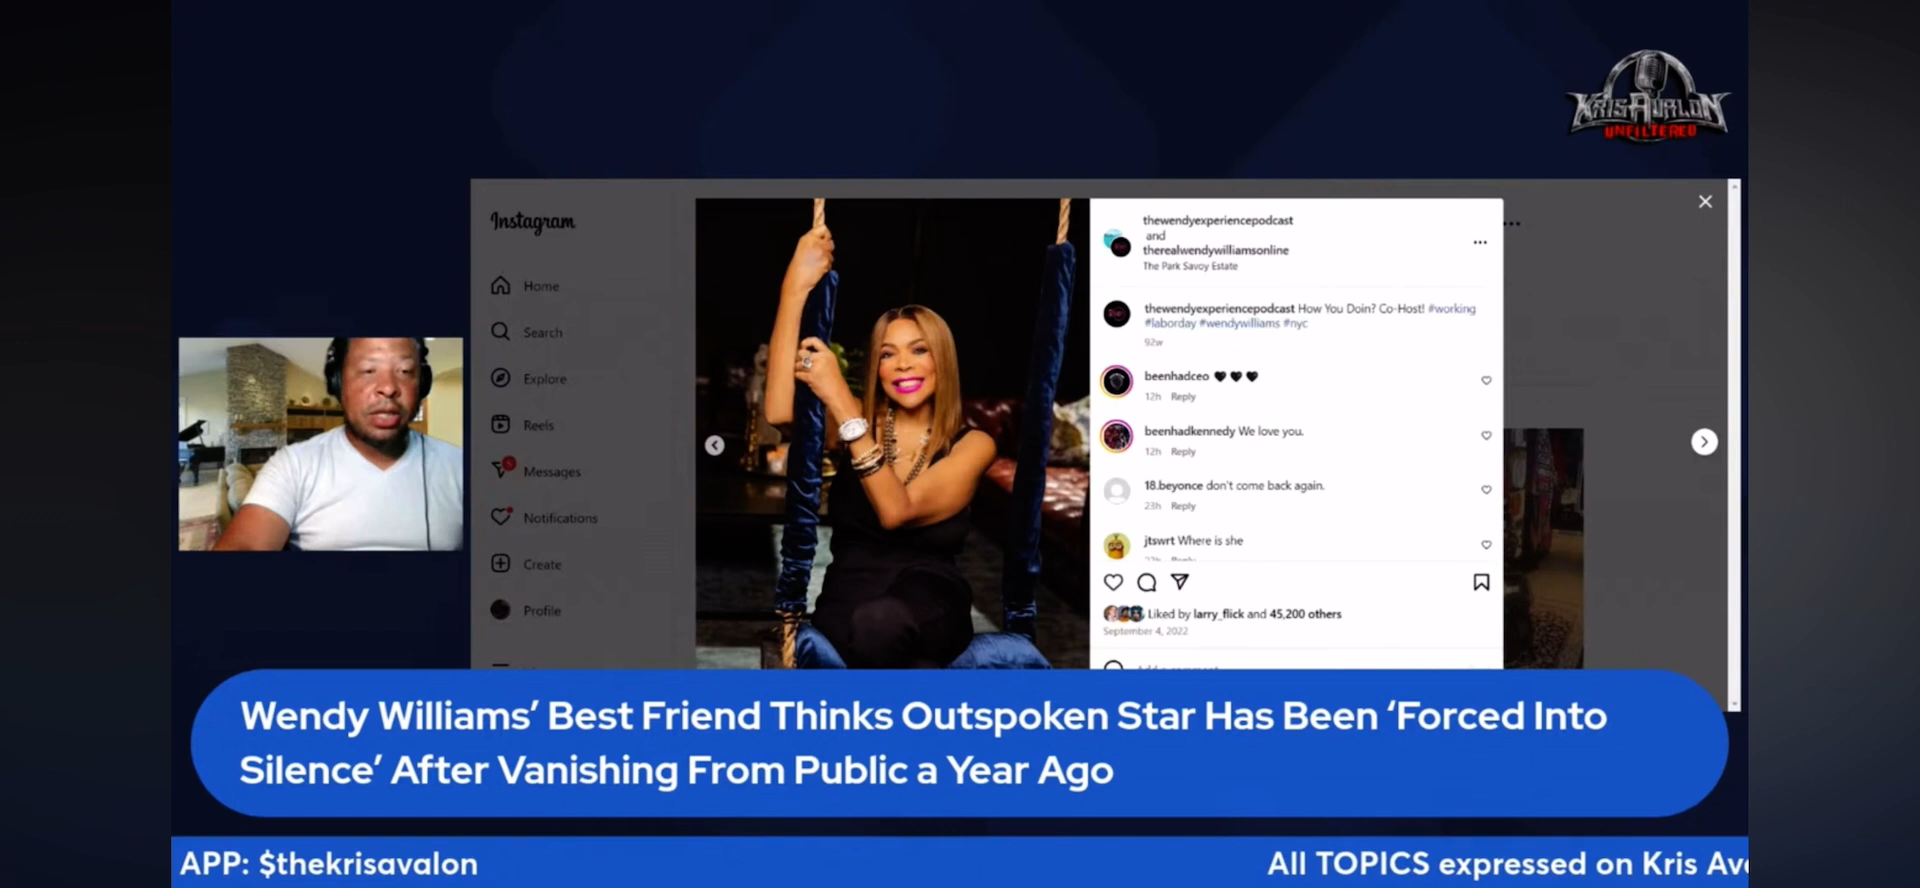 KRISAVALON
UNFILTERED
Instagram
Home
Search
Explore
Reels
5
Messages
Notifications
Create
Profile
thewendyexperiencepodcast
and
therealwendywilliamsonline
The Park Savoy Estate
thewendyexperiencepodcast How You Doin? Co-Host! #working
#laborday #wendywilliams #nyc
92w
beenhadceo 🖤🖤🖤
12h Reply
beenhadkennedy We love you.
12h Reply
18.beyonce don't come back again.
23h Reply
jtswrt Where is she
Liked by larry_flick and 45,200 others
September 4, 2022
Wendy Williams' Best Friend Thinks Outspoken Star Has Been 'Forced Into
Silence' After Vanishing From Public a Year Ago
APP: $thekrisavalon
All TOPICS expressed on Kris Av